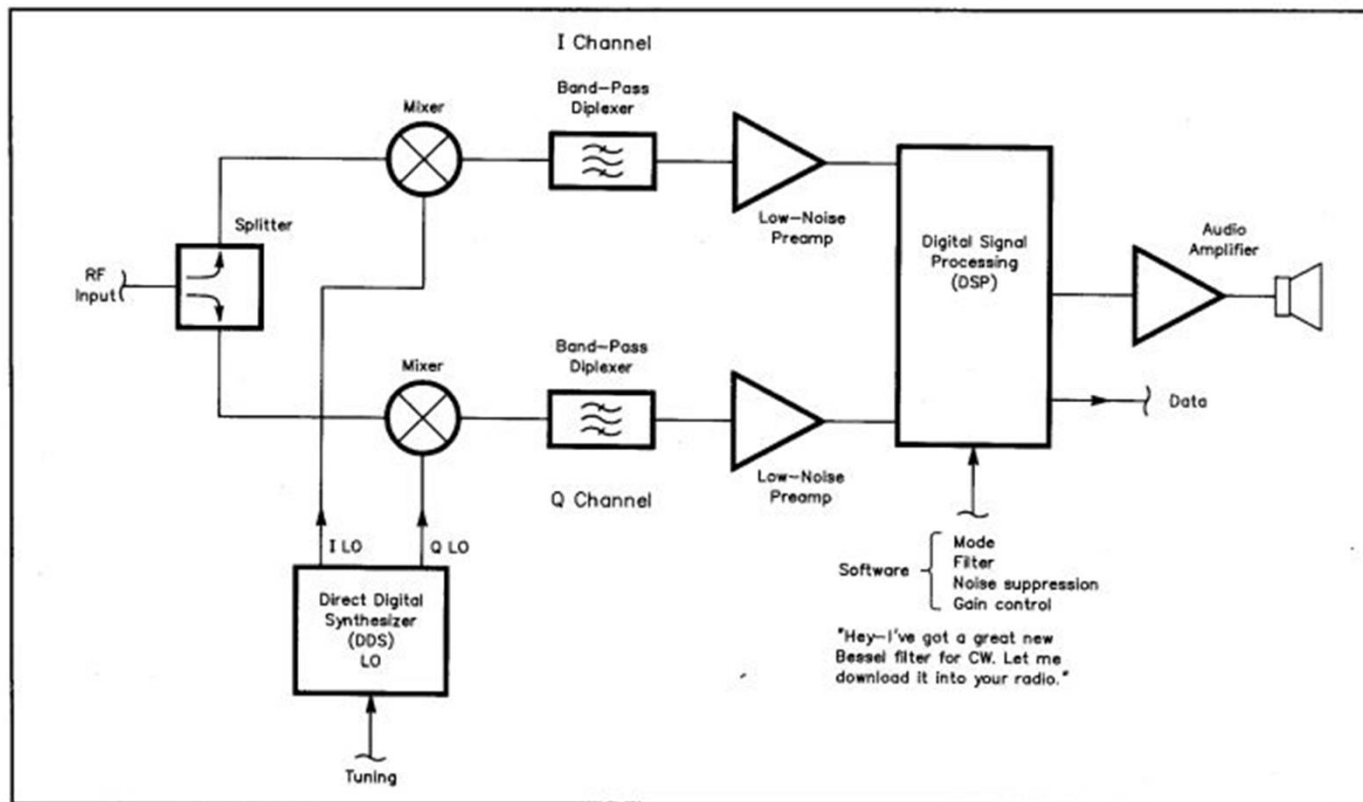 I Channel
Band-Pass
Diplexer
Mixer
Splitter
RF
Input
Low-Noise
Preamp
Digital Signal
Processing
(DSP)
Audio
Amplifier
Mixer
Band-Pass
Diplexer
Data
Low-Noise
Preamp
Q Channel
I LO
Q LO
Direct Digital
Synthesizer
(DDS)
LO
Tuning
Software
Mode
Filter
Noise suppression
Gain control
"Hey-I've got a great new
Bessel filter for CW. Let me
download it into your radio."